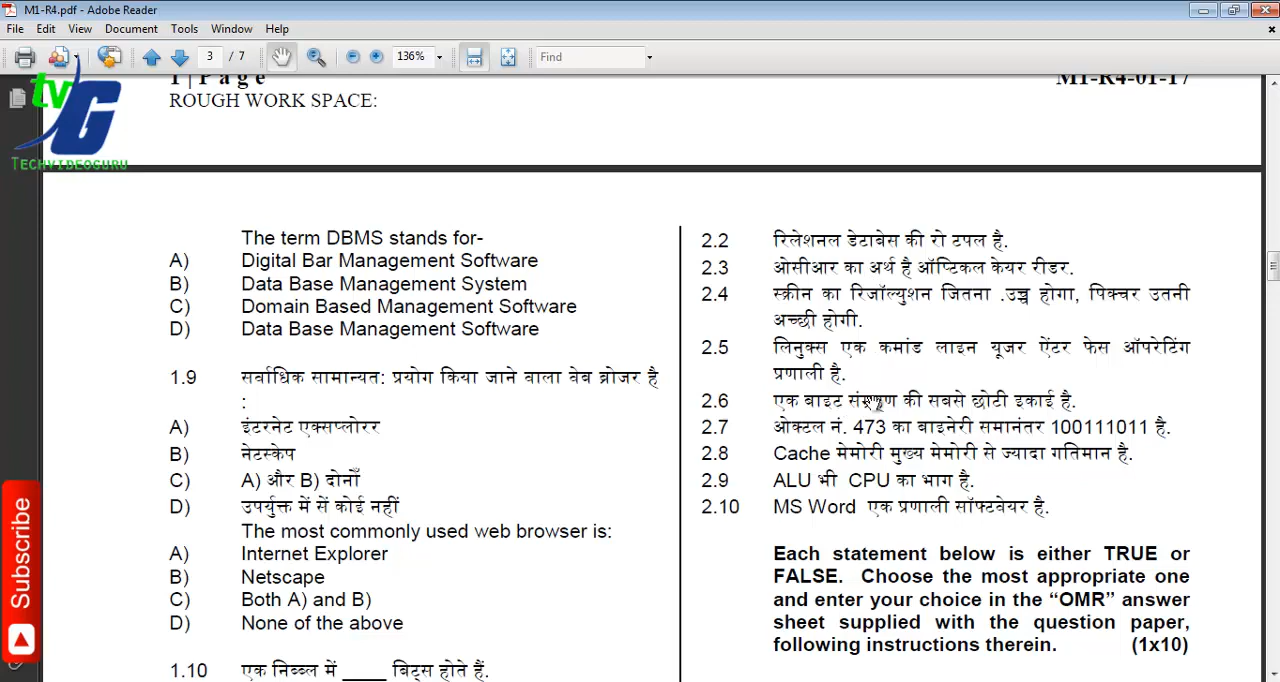 M1-R4.pdf - Adobe Reader
File Edit View Document Tools Window Help
3 / 7 136% Find
1 | P a g e
M1-R4-01-17
ROUGH WORK SPACE:
tv G
TECHVIDEOGURU
The term DBMS stands for-
A) Digital Bar Management Software
B) Data Base Management System
C) Domain Based Management Software
D) Data Base Management Software
1.9 सर्वाधिक सामान्यत: प्रयोग किया जाने वाला वेब ब्रोजर है
:
A) इंटरनेट एक्सप्लोरर
B) नेटस्केप
C) A) और B) दोनों
D) उपर्युक्त में सें कोई नहीं
The most commonly used web browser is:
A) Internet Explorer
B) Netscape
C) Both A) and B)
D) None of the above
1.10 एक निब्ब्ल में ____ बिट्स होते हैं.
2.2 रिलेशनल डेटाबेस की रो टपल है.
2.3 ओसीआर का अर्थ है ऑप्टिकल केयर रीडर.
2.4 स्क्रीन का रिजॉल्युशन जितना .उच्च होगा, पिक्चर उतनी
अच्छी होगी.
2.5 लिनुक्स एक कमांड लाइन यूजर ऐंटर फेस ऑपरेटिंग
प्रणाली है.
2.6 एक बाइट की सबसे छोटी इकाई है.
2.7 ओक्टल नं. 473 का बाइनेरी समानंतर 100111011 है.
2.8 Cache मेमोरी मुख्य मेमोरी से ज्यादा गतिमान है.
2.9 ALU भी CPU का भाग है.
2.10 MS Word एक प्रणाली सॉफ्टवेयर है.
Each statement below is either TRUE or
FALSE. Choose the most appropriate one
and enter your choice in the “OMR” answer
sheet supplied with the question paper,
following instructions therein. (1x10)
Subscribe